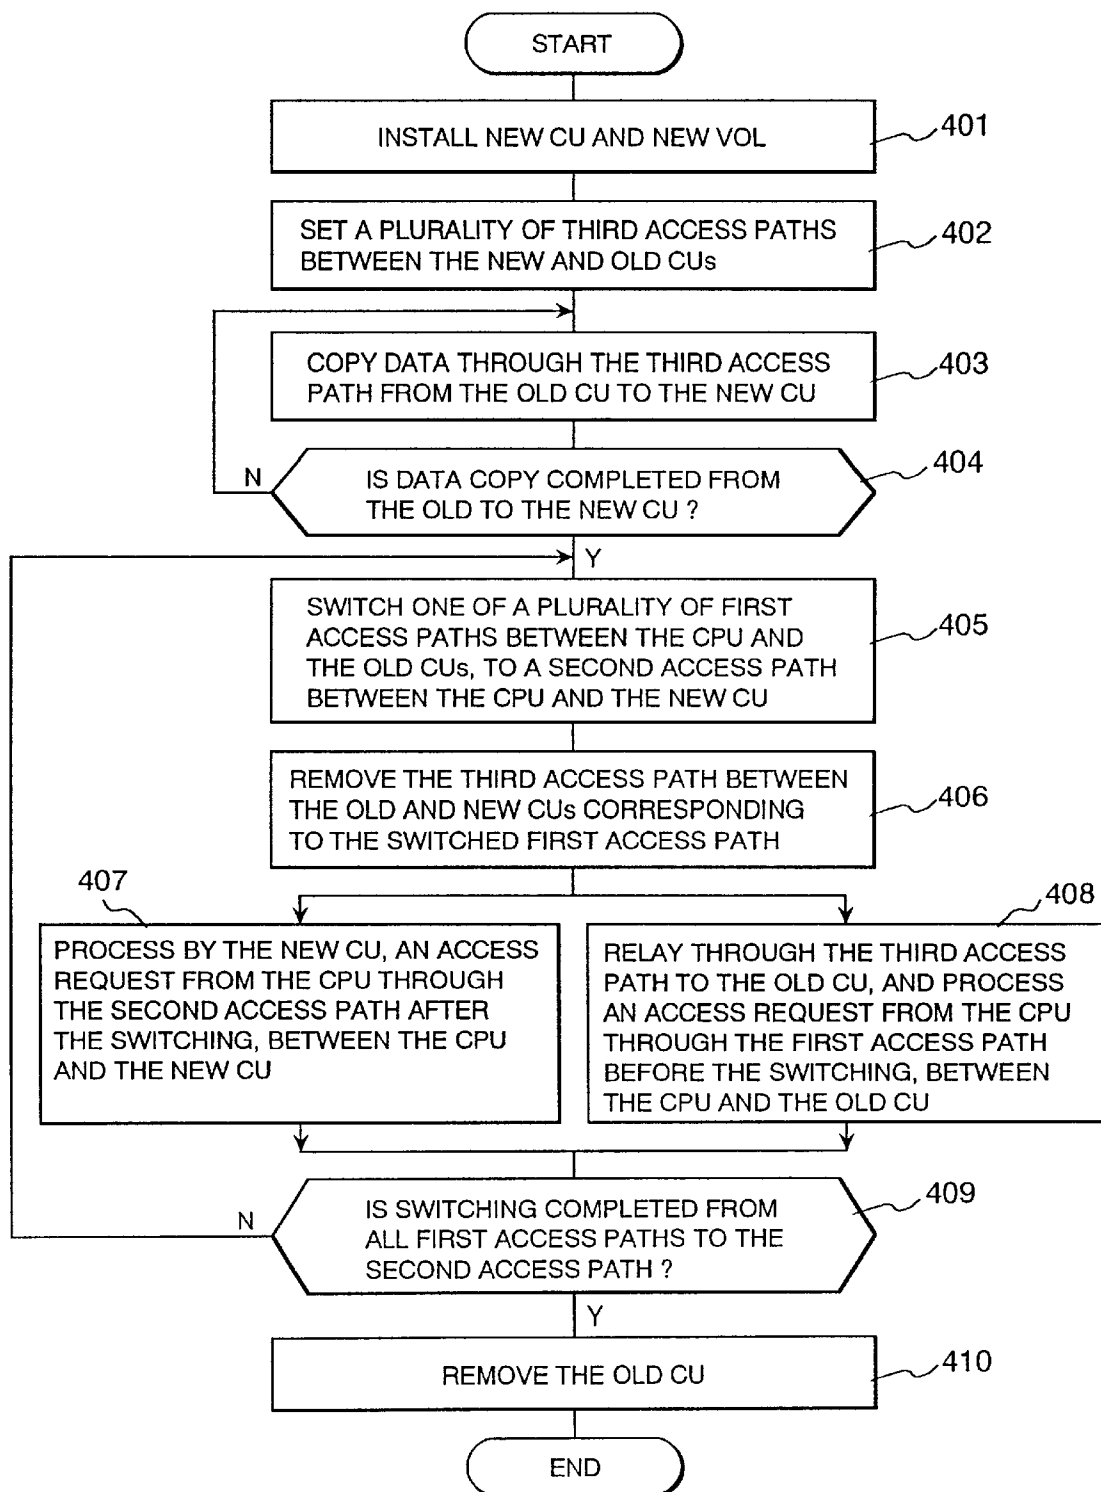 START
INSTALL NEW CU AND NEW VOL
401
SET A PLURALITY OF THIRD ACCESS PATHS
BETWEEN THE NEW AND OLD CUs
402
COPY DATA THROUGH THE THIRD ACCESS
PATH FROM THE OLD CU TO THE NEW CU
403
IS DATA COPY COMPLETED FROM
THE OLD TO THE NEW CU ?
404
N
Y
SWITCH ONE OF A PLURALITY OF FIRST
ACCESS PATHS BETWEEN THE CPU AND
THE OLD CUs, TO A SECOND ACCESS PATH
BETWEEN THE CPU AND THE NEW CU
405
REMOVE THE THIRD ACCESS PATH BETWEEN
THE OLD AND NEW CUs CORRESPONDING
TO THE SWITCHED FIRST ACCESS PATH
406
407
PROCESS BY THE NEW CU, AN ACCESS
REQUEST FROM THE CPU THROUGH
THE SECOND ACCESS PATH AFTER
THE SWITCHING, BETWEEN THE CPU
AND THE NEW CU
408
RELAY THROUGH THE THIRD ACCESS
PATH TO THE OLD CU, AND PROCESS
AN ACCESS REQUEST FROM THE CPU
THROUGH THE FIRST ACCESS PATH
BEFORE THE SWITCHING, BETWEEN
THE CPU AND THE OLD CU
IS SWITCHING COMPLETED FROM
ALL FIRST ACCESS PATHS TO THE
SECOND ACCESS PATH ?
409
N
Y
REMOVE THE OLD CU
410
END